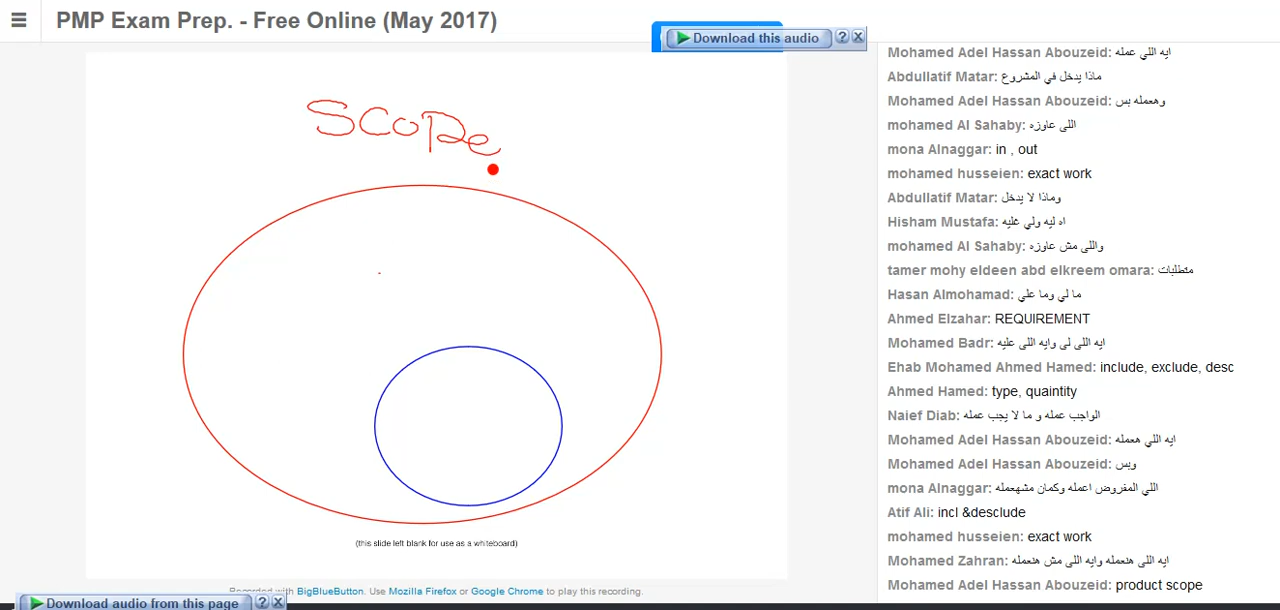 PMP Exam Prep. - Free Online (May 2017)
Download this audio
SCOPe
(this slide left blank for use as a whiteboard)
Recorded with BigBlueButton. Use Mozilla Firefox or Google Chrome to play this recording.
Download audio from this page
Mohamed Adel Hassan Abouzeid: ايه اللي عمله
Abdullatif Matar: ماذا يدخل في المشروع
Mohamed Adel Hassan Abouzeid: وهعمله بس
mohamed Al Sahaby: اللى عاوزه
mona Alnaggar: in , out
mohamed husseien: exact work
Abdullatif Matar: وماذا لا يدخل
Hisham Mustafa: اه ليه ولي عليه
mohamed Al Sahaby: واللى مش عاوزه
tamer mohy eldeen abd elkreem omara: متطلبات
Hasan Almohamad: ما لي وما علي
Ahmed Elzahar: REQUIREMENT
Mohamed Badr: ايه اللى لى وايه اللى عليه
Ehab Mohamed Ahmed Hamed: include, exclude, desc
Ahmed Hamed: type, quaintity
Naief Diab: الواجب عمله و ما لا يجب عمله
Mohamed Adel Hassan Abouzeid: ايه اللي هعمله
Mohamed Adel Hassan Abouzeid: وبس
mona Alnaggar: اللي المفروض اعمله وكمان مشهعمله
Atif Ali: incl &desclude
mohamed husseien: exact work
Mohamed Zahran: ايه اللى هنعمله وايه اللى مش هنعمله
Mohamed Adel Hassan Abouzeid: product scope